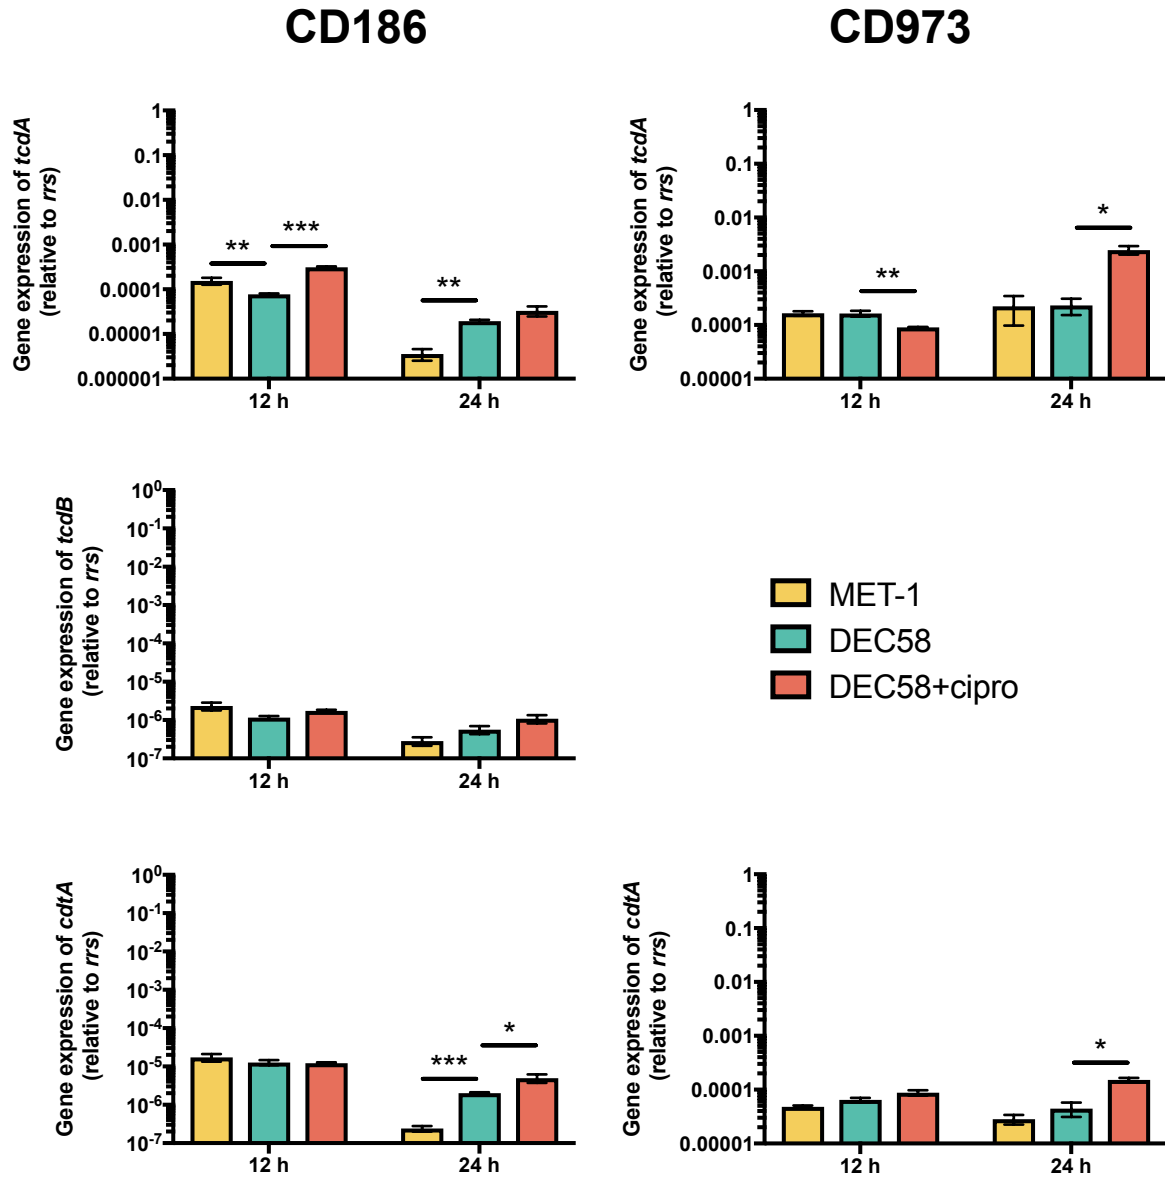 CD186
CD973
Gene expression of tcdA
(relative to rrs)
1
0.1
0.01
0.001
0.0001
0.00001
0.000001
**
***
**
12 h
24 h
Gene expression of tcdA
(relative to rrs)
1
0.1
0.01
0.001
0.0001
0.00001
**
*
12 h
24 h
Gene expression of tcdB
(relative to rrs)
10^0
10^-1
10^-2
10^-3
10^-4
10^-5
10^-6
10^-7
12 h
24 h
MET-1
DEC58
DEC58+cipro
Gene expression of cdtA
(relative to rrs)
10^0
10^-1
10^-2
10^-3
10^-4
10^-5
10^-6
10^-7
***
*
12 h
24 h
Gene expression of cdtA
(relative to rrs)
1
0.1
0.01
0.001
0.0001
0.00001
*
12 h
24 h